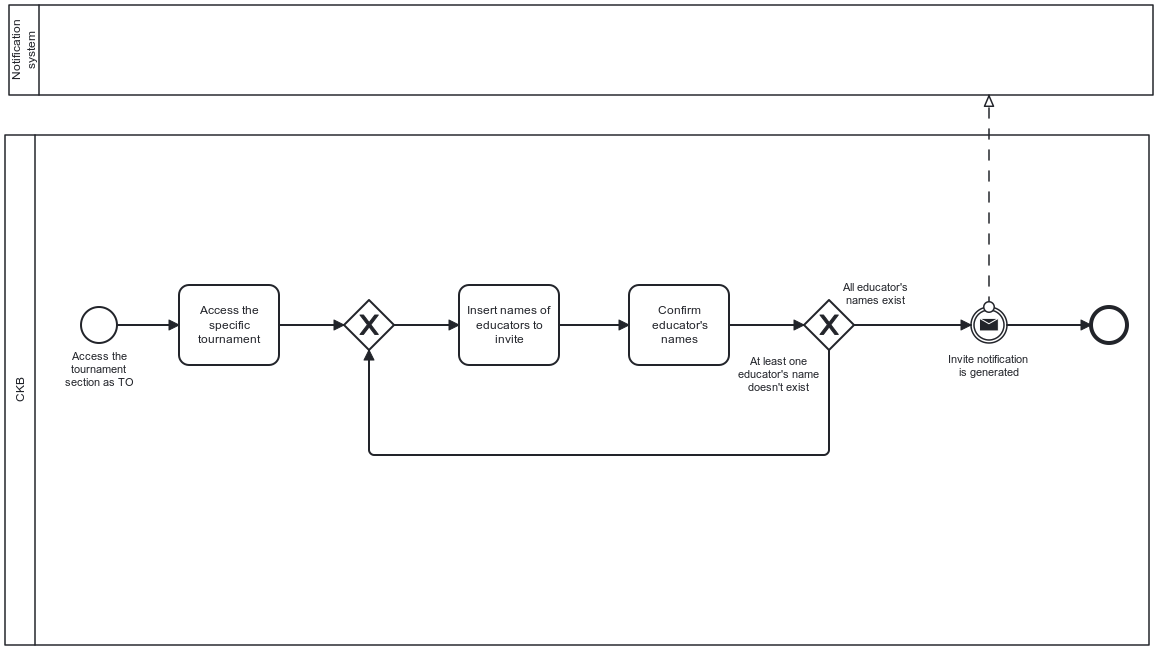 Notification
system
CKB
Access the
tournament
section as TO
Access the
specific
tournament
Insert names of
educators to
invite
Confirm
educator's
names
At least one
educator's name
doesn't exist
All educator's
names exist
Invite notification
is generated